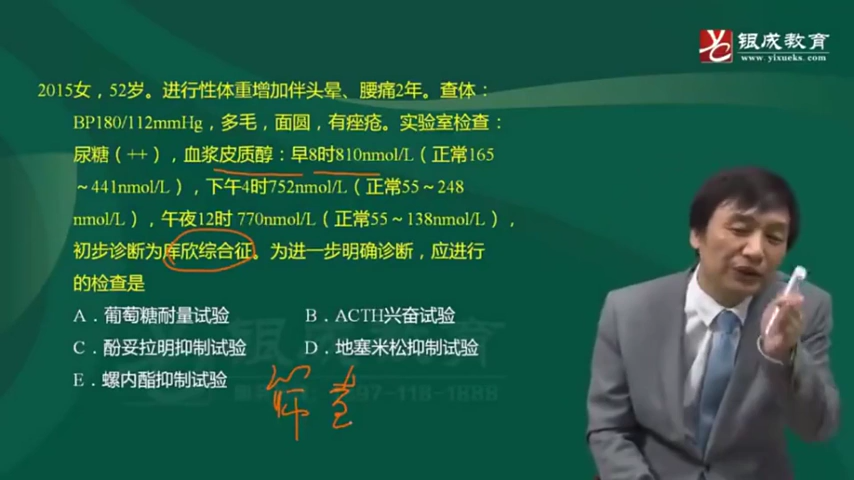 银成教育
www.yixueks.com
2015女，52岁。进行性体重增加伴头晕、腰痛2年。查体：
BP180/112mmHg，多毛，面圆，有痤疮。实验室检查：
尿糖（++），血浆皮质醇：早8时810nmol/L（正常165
～441nmol/L），下午4时752nmol/L（正常55～248
nmol/L），午夜12时 770nmol/L（正常55～138nmol/L），
初步诊断为库欣综合征。为进一步明确诊断，应进行
的检查是
A．葡萄糖耐量试验 B．ACTH兴奋试验
C．酚妥拉明抑制试验 D．地塞米松抑制试验
E．螺内酯抑制试验
银成教育
筛查